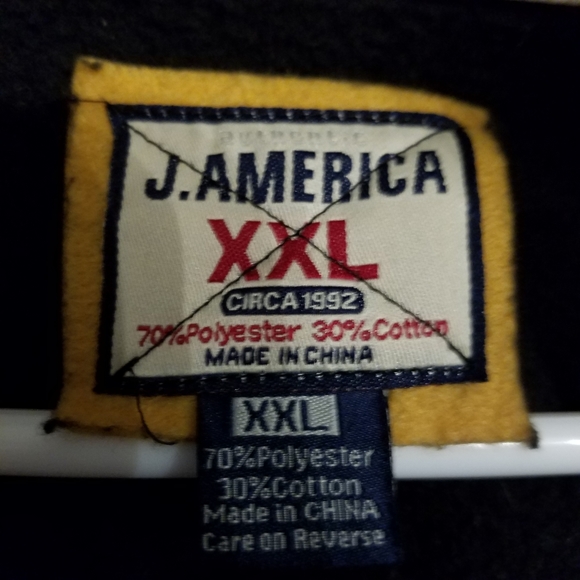 AUTHENTIC
J.AMERICA
XXL
CIRCA 1992
70%Polyester 30%Cotton
MADE IN CHINA
XXL
70%Polyester
30%Cotton
Made in CHINA
Care on Reverse